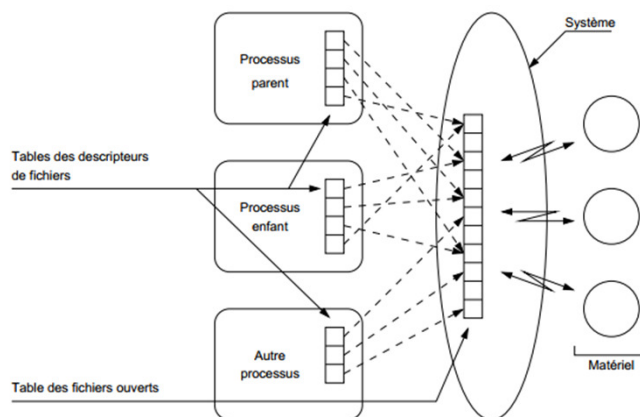 Système
Processus
parent
Tables des descripteurs
de fichiers
Processus
enfant
Autre
processus
Matériel
Table des fichiers ouverts